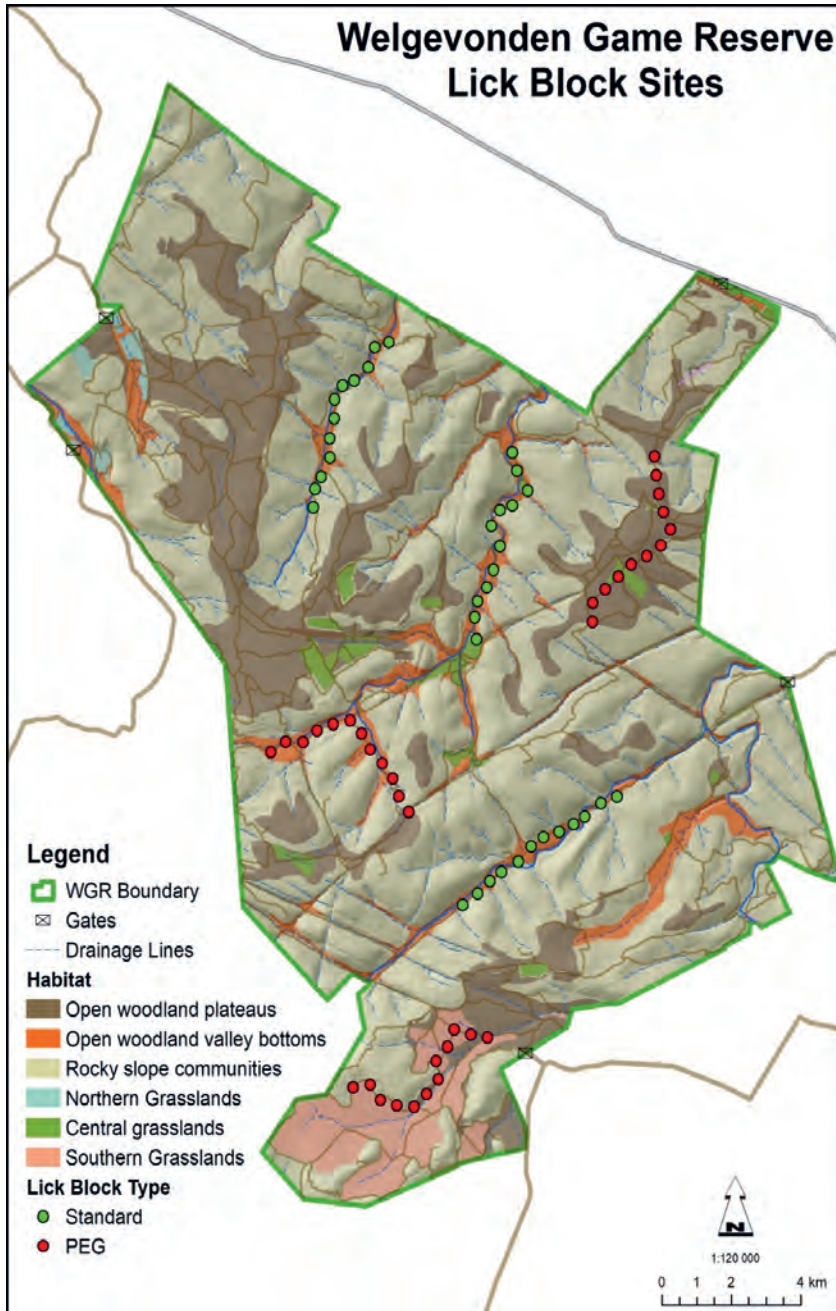 Welgevonden Game Reserve
Lick Block Sites
Legend
WGR Boundary
Gates
Drainage Lines
Habitat
Open woodland plateaus
Open woodland valley bottoms
Rocky slope communities
Northern Grasslands
Central grasslands
Southern Grasslands
Lick Block Type
Standard
PEG
N
1:120 000
0 1 2 4 km